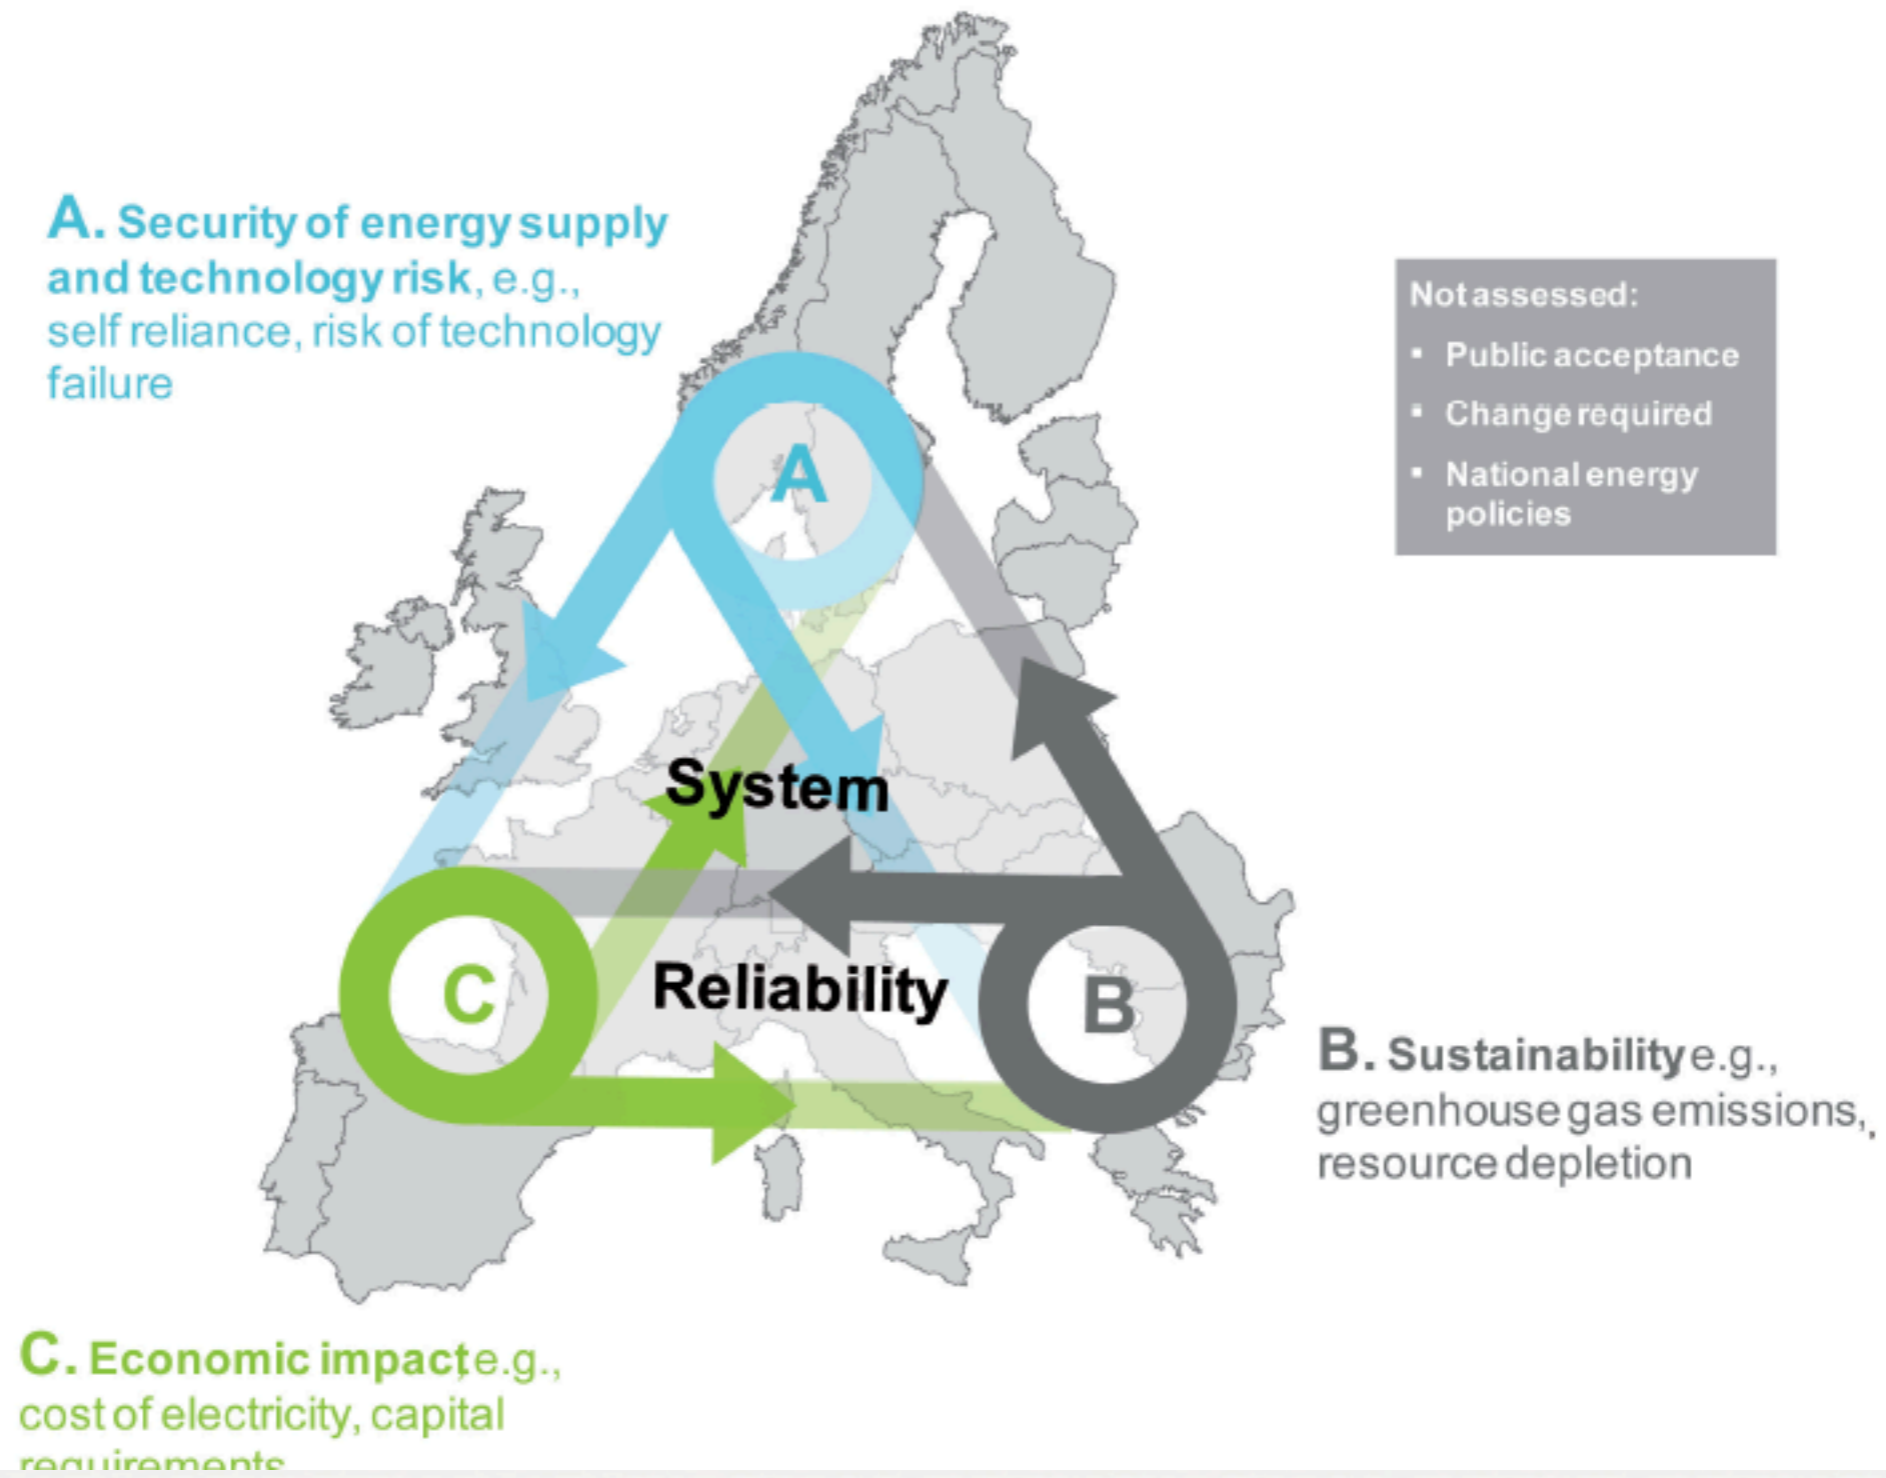 A. Security of energy supply
and technology risk, e.g.,
self reliance, risk of technology
failure
Not assessed:
▪ Public acceptance
▪ Change required
▪ National energy
policies
A
System
Reliability
C
B
B. Sustainability e.g.,
greenhouse gas emissions,,
resource depletion
C. Economic impact, e.g.,
cost of electricity, capital
requirements